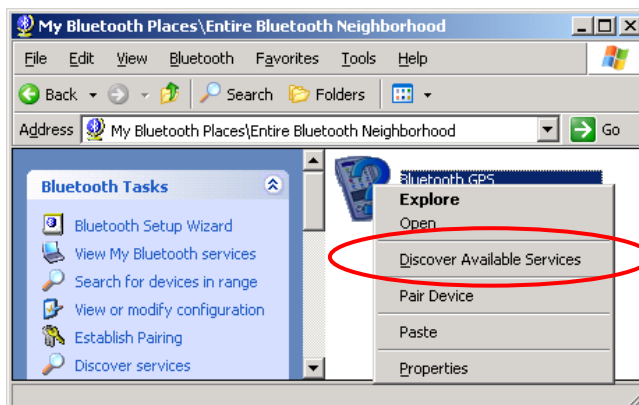 My Bluetooth Places\Entire Bluetooth Neighborhood
File Edit View Bluetooth Favorites Tools Help
Back Search Folders
Address My Bluetooth Places\Entire Bluetooth Neighborhood Go
Bluetooth Tasks
Bluetooth Setup Wizard
View My Bluetooth services
Search for devices in range
View or modify configuration
Establish Pairing
Discover services
Bluetooth GPS
Explore
Open
Discover Available Services
Pair Device
Paste
Properties